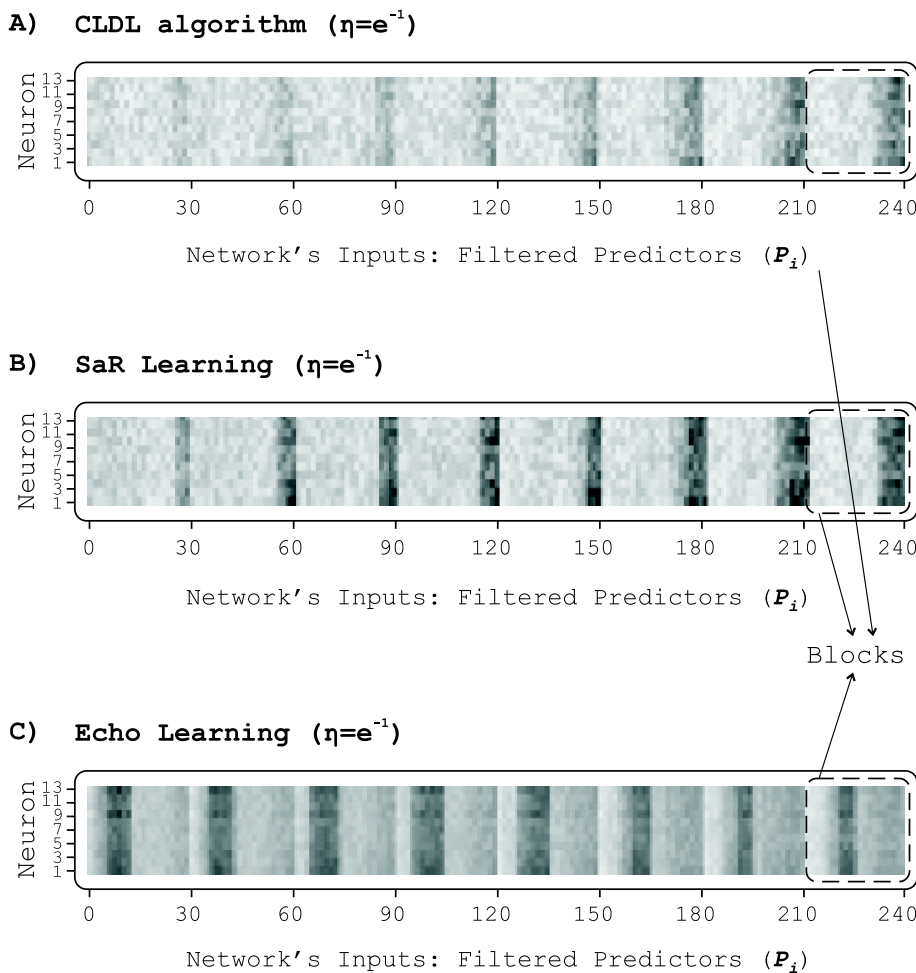 A) CLDL algorithm (η=e⁻¹)
Neuron
13
11
9
7
5
3
1
0 30 60 90 120 150 180 210 240
Network's Inputs: Filtered Predictors (Pᵢ)
B) SaR Learning (η=e⁻¹)
Neuron
13
11
9
7
5
3
1
0 30 60 90 120 150 180 210 240
Network's Inputs: Filtered Predictors (Pᵢ)
Blocks
C) Echo Learning (η=e⁻¹)
Neuron
13
11
9
7
5
3
1
0 30 60 90 120 150 180 210 240
Network's Inputs: Filtered Predictors (Pᵢ)